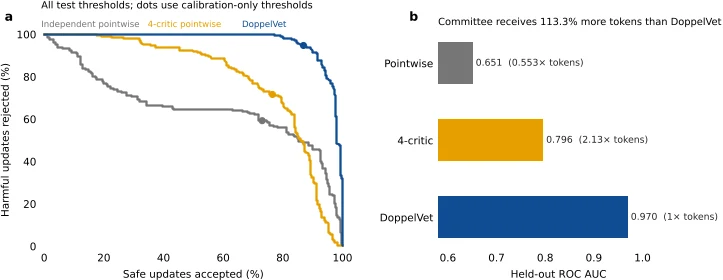 All test thresholds; dots use calibration-only thresholds
a
Independent pointwise 4-critic pointwise DoppelVet
100
80
60
40
20
0
0 20 40 60 80 100
Harmful updates rejected (%)
Safe updates accepted (%)
b
Committee receives 113.3% more tokens than DoppelVet
Pointwise 0.651 (0.553× tokens)
4-critic 0.796 (2.13× tokens)
DoppelVet 0.970 (1× tokens)
0.6 0.7 0.8 0.9 1.0
Held-out ROC AUC